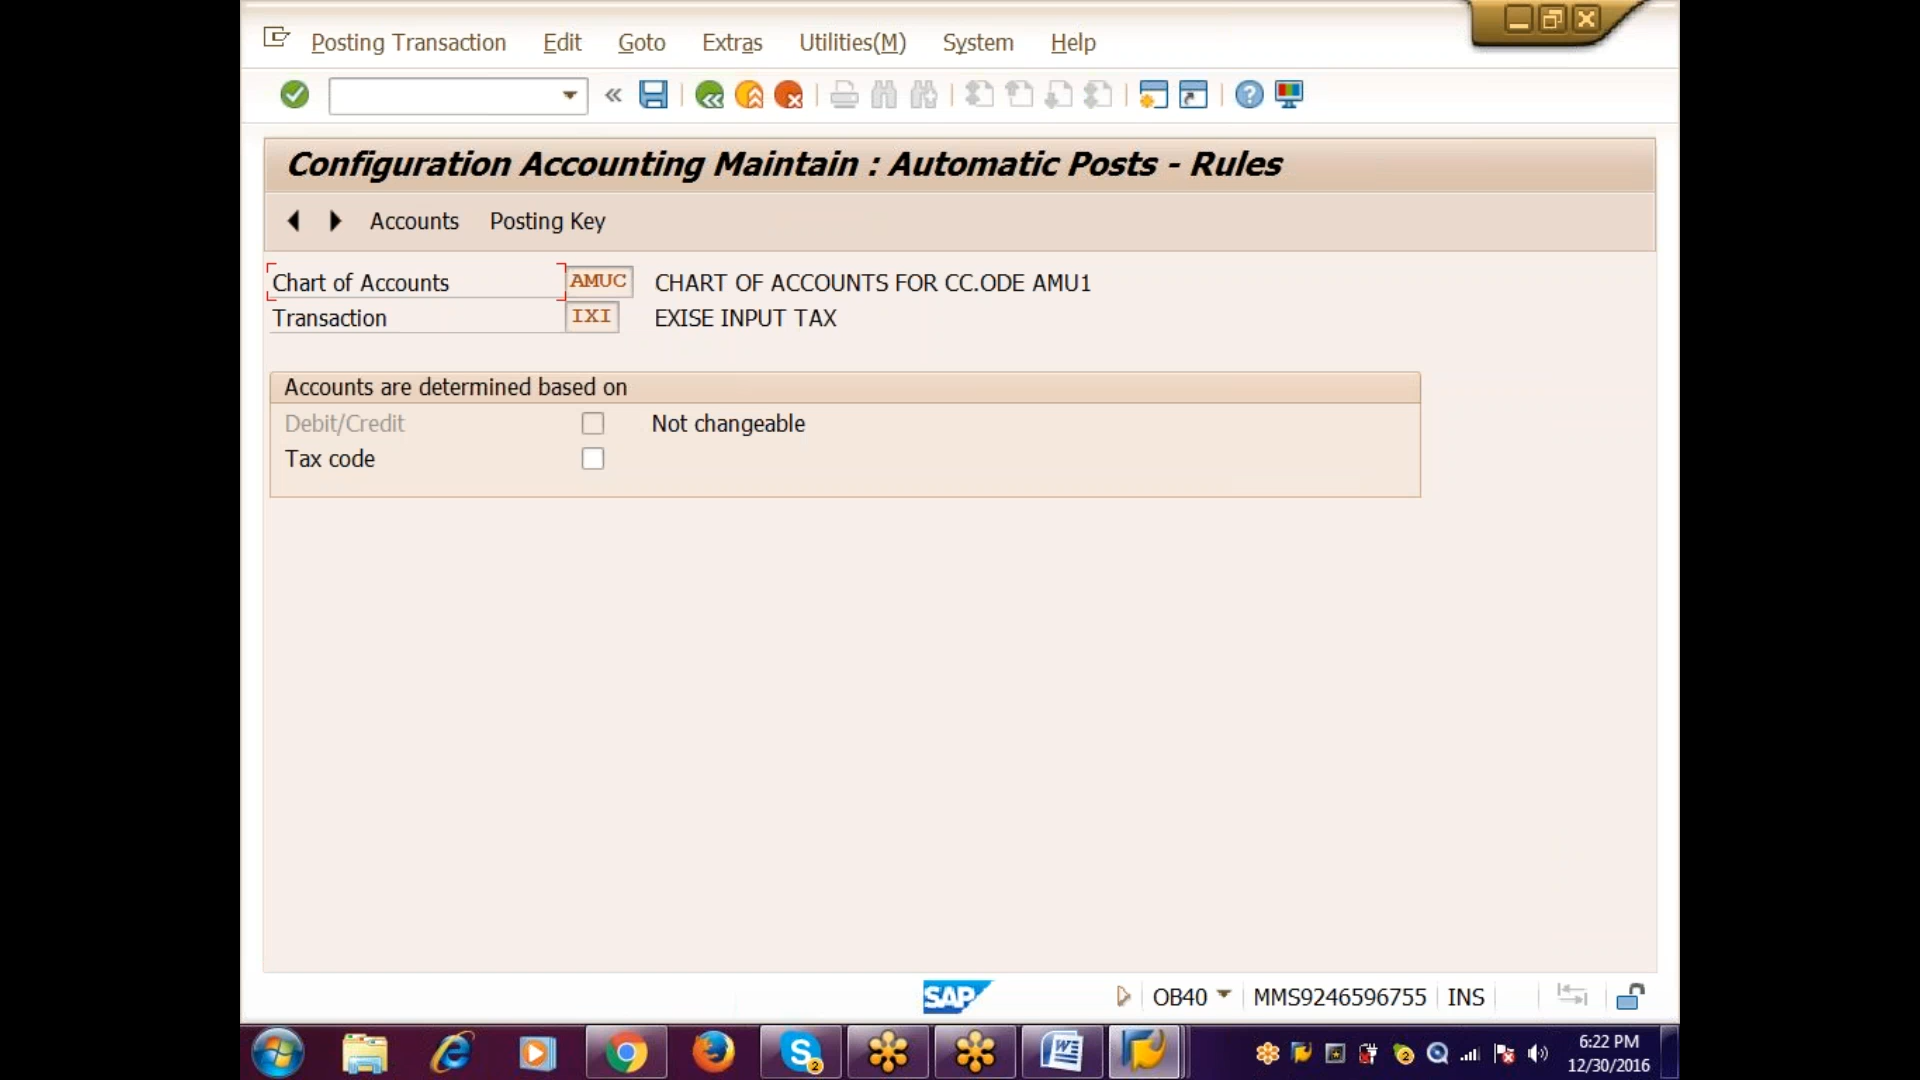 Posting Transaction Edit Goto Extras Utilities(M) System Help
Configuration Accounting Maintain : Automatic Posts - Rules
Accounts Posting Key
Chart of Accounts AMUC CHART OF ACCOUNTS FOR CC.ODE AMU1
Transaction IXI EXISE INPUT TAX
Accounts are determined based on
Debit/Credit Not changeable
Tax code
SAP OB40 MMS9246596755 INS
6:22 PM
12/30/2016